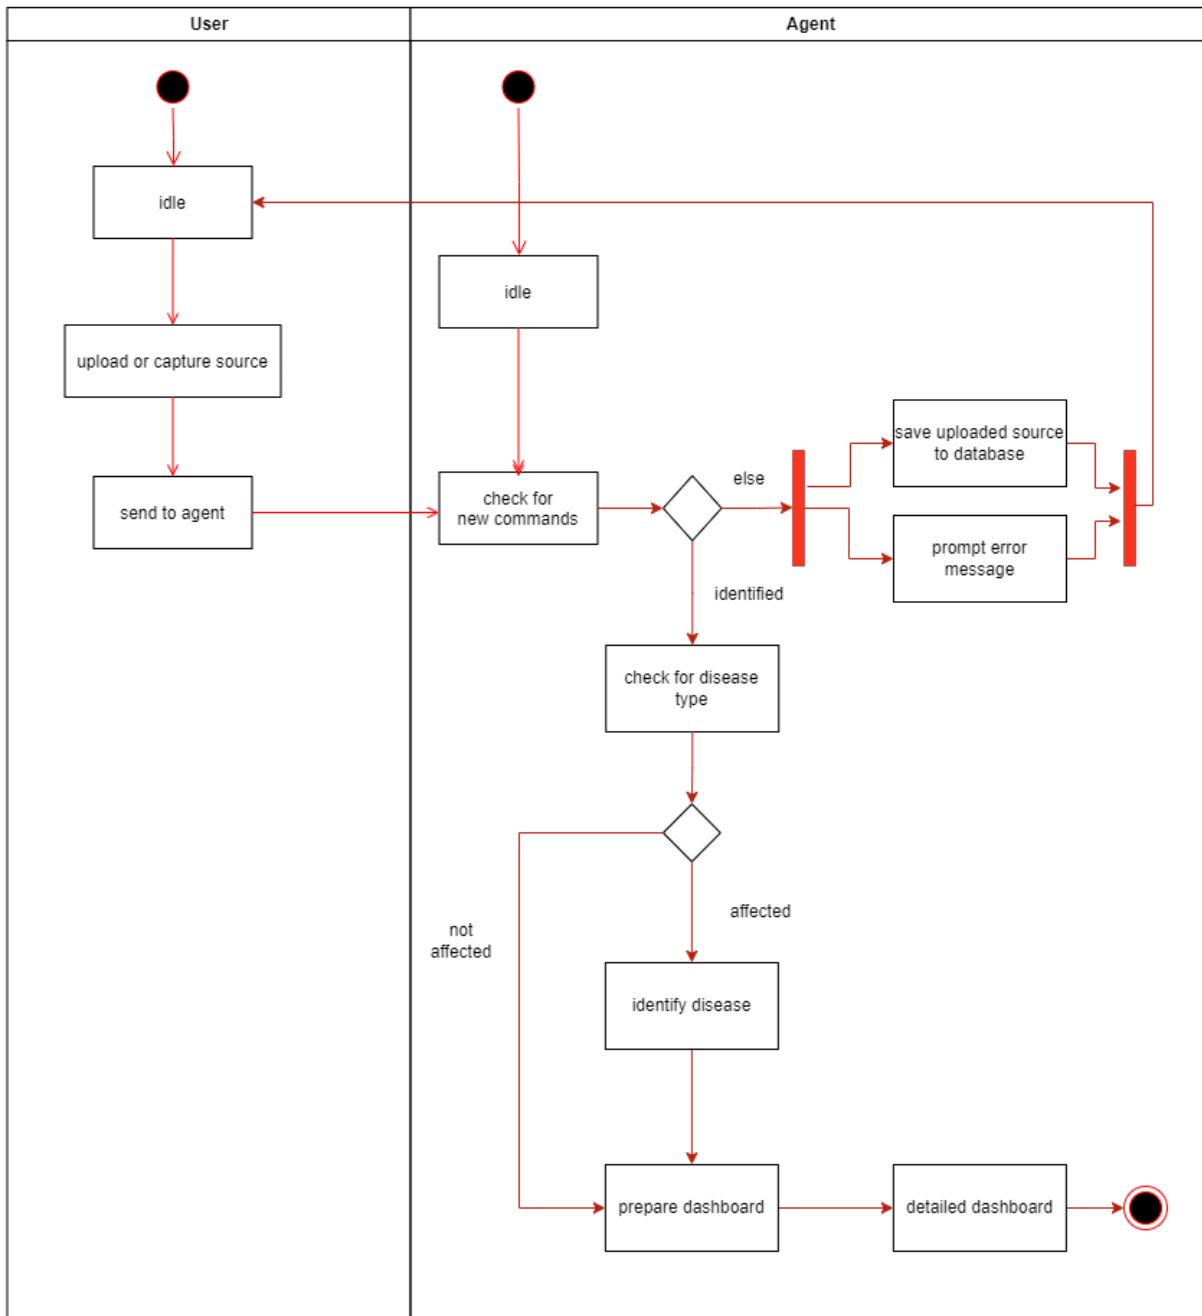 User
Agent
idle
idle
upload or capture source
send to agent
check for
new commands
else
save uploaded source
to database
prompt error
message
identified
check for disease
type
not
affected
affected
identify disease
prepare dashboard
detailed dashboard